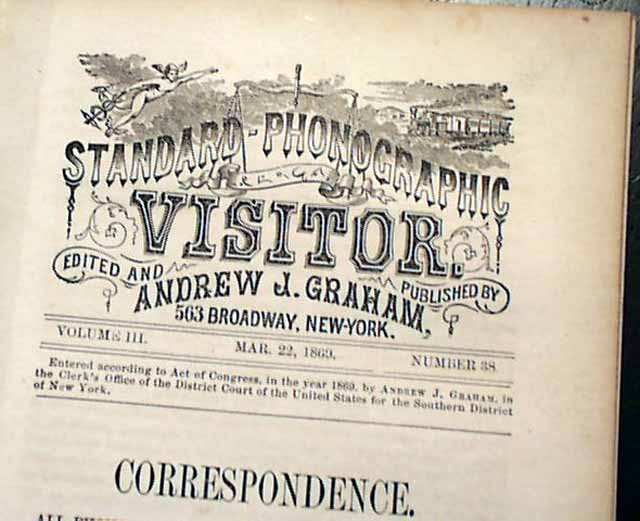 STANDARD-PHONOGRAPHIC
VISITOR.
EDITED AND
PUBLISHED BY
ANDREW J. GRAHAM,
563 BROADWAY, NEW-YORK.
VOLUME III.
MAR. 22, 1869.
NUMBER 38
Entered according to Act of Congress, in the year 1869, by ANDREW J. GRAHAM, in
the Clerk's Office of the District Court of the United States for the Southern District
of New York.
CORRESPONDENCE.
ALL